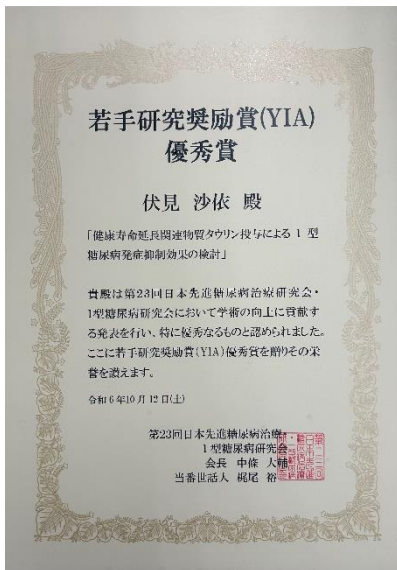 若手研究奨励賞(YIA)
優秀賞
伏見 沙依 殿
「健康寿命延長関連物質タウリン投与による 1 型
糖尿病発症抑制効果の検討」
貴殿は第23回日本先進糖尿病治療研究会・
1型糖尿病研究会において学術の向上に貢献す
る発表を行い、特に優秀なるものと認められました。
ここに若手研究奨励賞(YIA)優秀賞を贈りその栄
誉を讃えます。
令和6年10月12日(土)
第23回日本先進糖尿病治療
1型糖尿病研究会
会長 中條 大輔
当番世話人 梶尾 裕